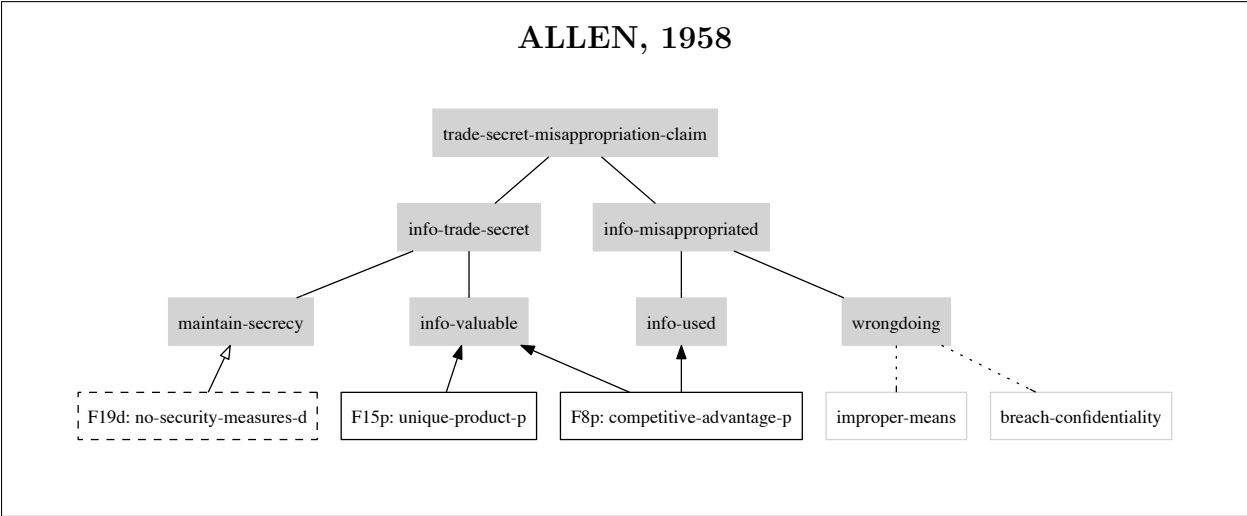 ALLEN, 1958
trade-secret-misappropriation-claim
info-trade-secret
info-misappropriated
maintain-secrecy
info-valuable
info-used
wrongdoing
F19d: no-security-measures-d
F15p: unique-product-p
F8p: competitive-advantage-p
improper-means
breach-confidentiality